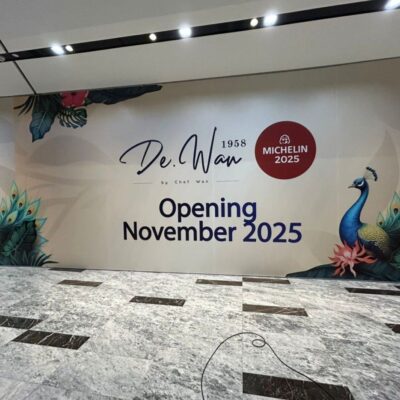 De.Wan 1958
by Chef Wan
MICHELIN
2025
Opening
November 2025